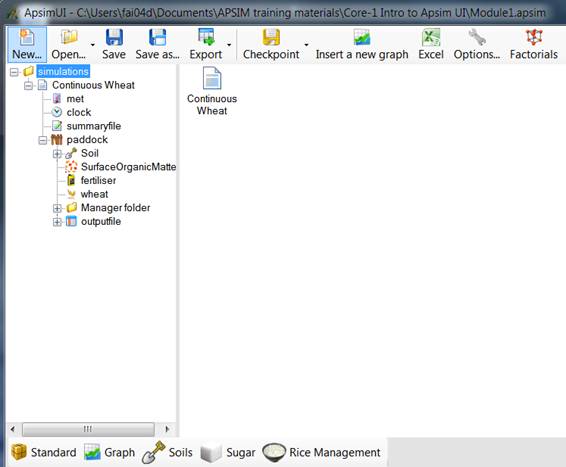 ApsimUI - C:\Users\fai04d\Documents\APSIM training materials\Core-1 Intro to Apsim UI\Module1.apsim
New... Open... Save Save as... Export Checkpoint Insert a new graph Excel Options... Factorials
simulations
Continuous Wheat
met
clock
summaryfile
paddock
Soil
SurfaceOrganicMatte
fertiliser
wheat
Manager folder
outputfile
Continuous
Wheat
Standard Graph Soils Sugar Rice Management